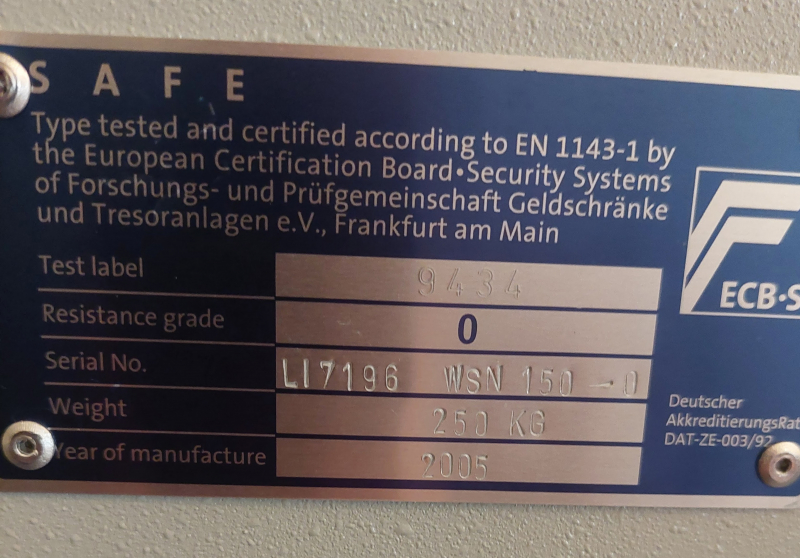 SAFE
Type tested and certified according to EN 1143-1 by
the European Certification Board•Security Systems
of Forschungs- und Prüfgemeinschaft Geldschränke
und Tresoranlagen e.V., Frankfurt am Main
Test label 9434
Resistance grade 0
Serial No. LI7196 WSN 150-0
Weight 250 KG
Year of manufacture 2005
ECB•S
Deutscher
AkkreditierungsRat
DAT-ZE-003/92